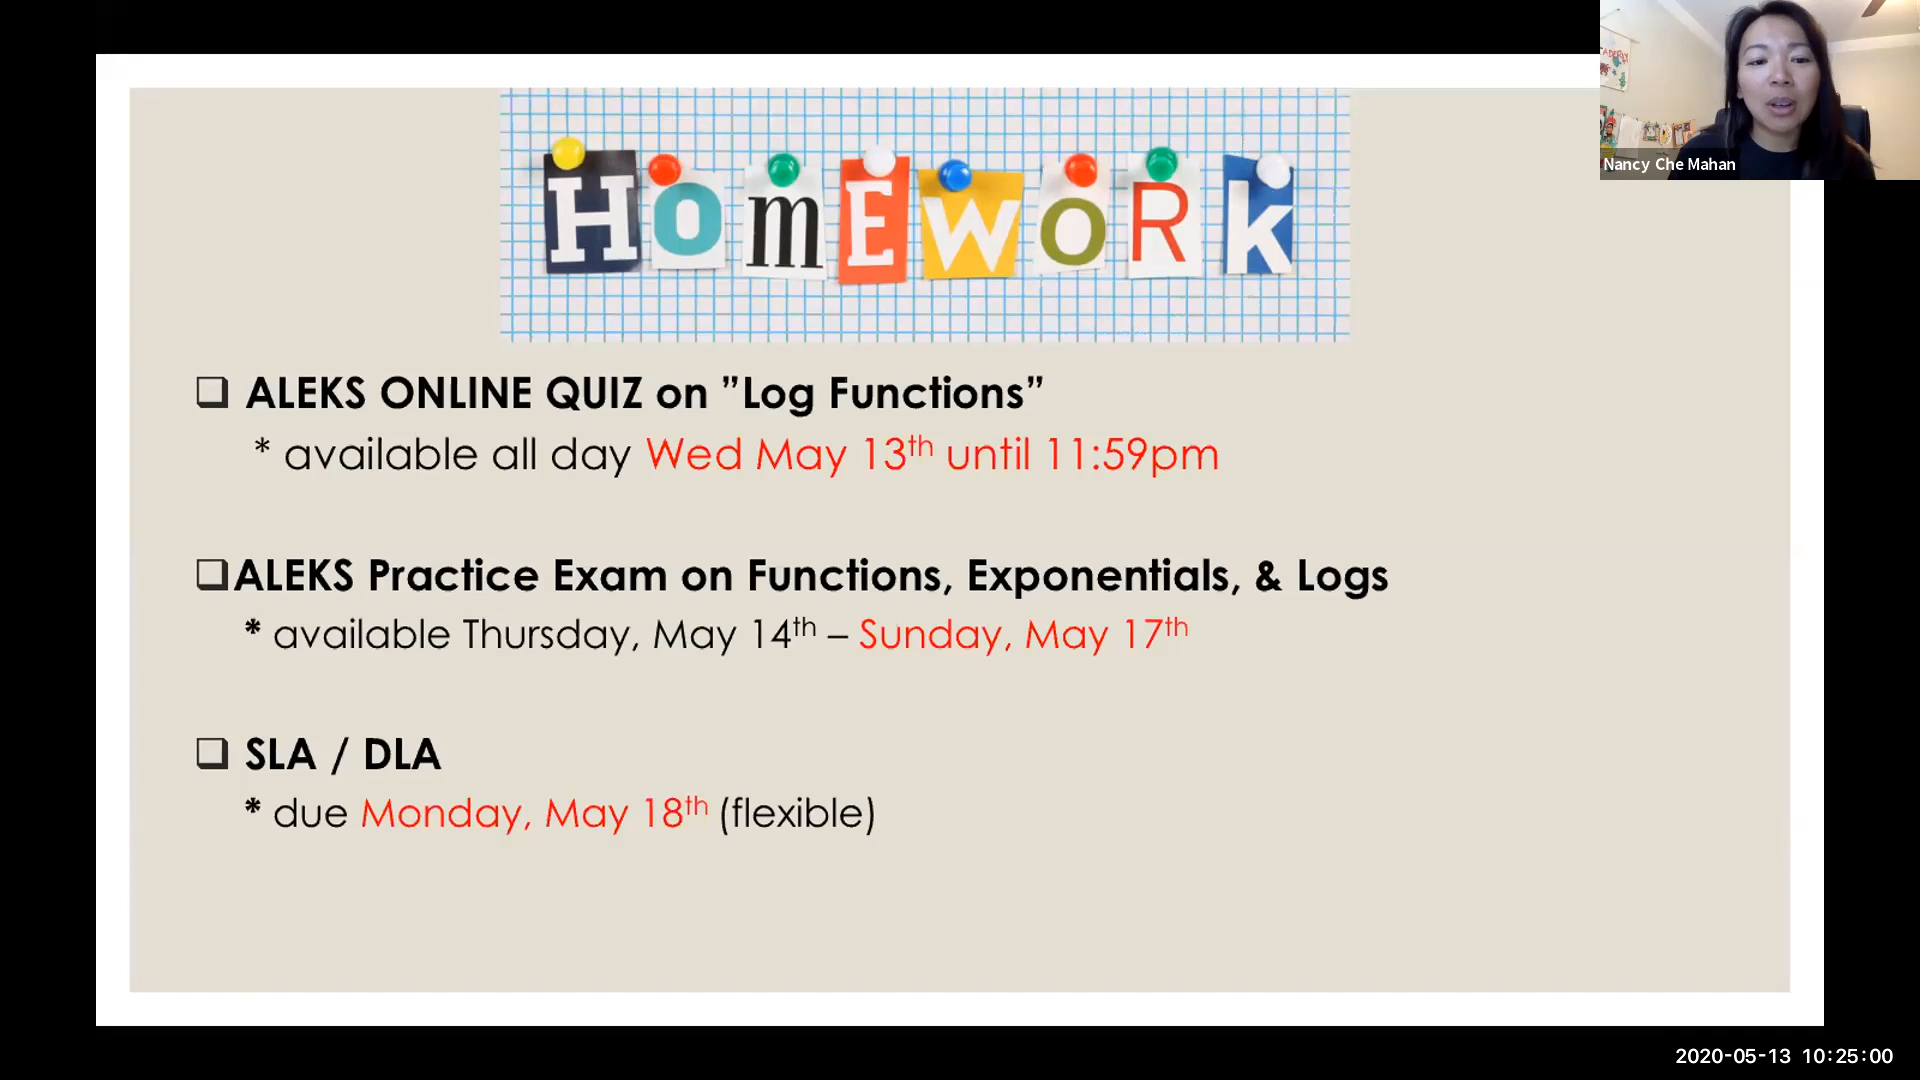 HomEwoRk
Nancy Che Mahan
❑ ALEKS ONLINE QUIZ on ”Log Functions”
* available all day Wed May 13th until 11:59pm
❑ALEKS Practice Exam on Functions, Exponentials, & Logs
* available Thursday, May 14th – Sunday, May 17th
❑ SLA / DLA
* due Monday, May 18th (flexible)
2020-05-13 10:25:00